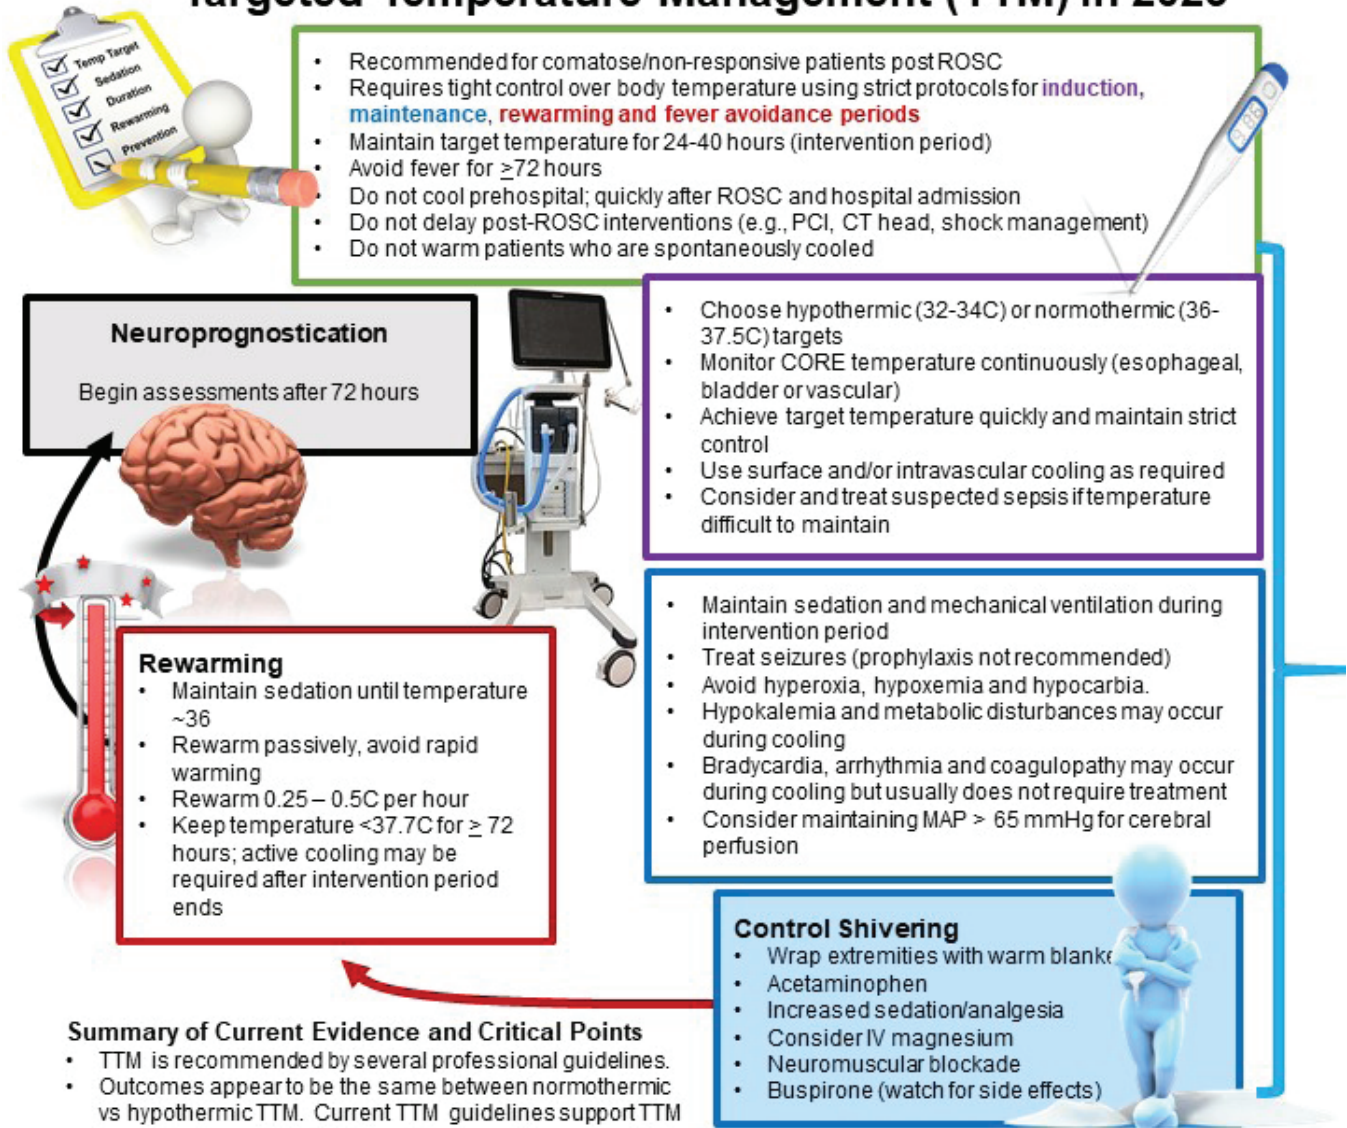 Targeted Temperature Management (TTM) in 2023
Temp Target
Sedation
Duration
Rewarming
Prevention
• Recommended for comatose/non-responsive patients post ROSC
• Requires tight control over body temperature using strict protocols for induction,
maintenance, rewarming and fever avoidance periods
• Maintain target temperature for 24-40 hours (intervention period)
• Avoid fever for ≥72 hours
• Do not cool prehospital; quickly after ROSC and hospital admission
• Do not delay post-ROSC interventions (e.g., PCI, CT head, shock management)
• Do not warm patients who are spontaneously cooled
• Choose hypothermic (32-34C) or normothermic (36-
37.5C) targets
• Monitor CORE temperature continuously (esophageal,
bladder or vascular)
• Achieve target temperature quickly and maintain strict
control
• Use surface and/or intravascular cooling as required
• Consider and treat suspected sepsis if temperature
difficult to maintain
• Maintain sedation and mechanical ventilation during
intervention period
• Treat seizures (prophylaxis not recommended)
• Avoid hyperoxia, hypoxemia and hypocarbia.
• Hypokalemia and metabolic disturbances may occur
during cooling
• Bradycardia, arrhythmia and coagulopathy may occur
during cooling but usually does not require treatment
• Consider maintaining MAP > 65 mmHg for cerebral
perfusion
Control Shivering
• Wrap extremities with warm blanke
• Acetaminophen
• Increased sedation/analgesia
• Consider IV magnesium
• Neuromuscular blockade
• Buspirone (watch for side effects)
Rewarming
• Maintain sedation until temperature
~36
• Rewarm passively, avoid rapid
warming
• Rewarm 0.25 – 0.5C per hour
• Keep temperature <37.7C for ≥ 72
hours; active cooling may be
required after intervention period
ends
Neuroprognostication
Begin assessments after 72 hours
Summary of Current Evidence and Critical Points
• TTM is recommended by several professional guidelines.
• Outcomes appear to be the same between normothermic
vs hypothermic TTM. Current TTM guidelines support TTM